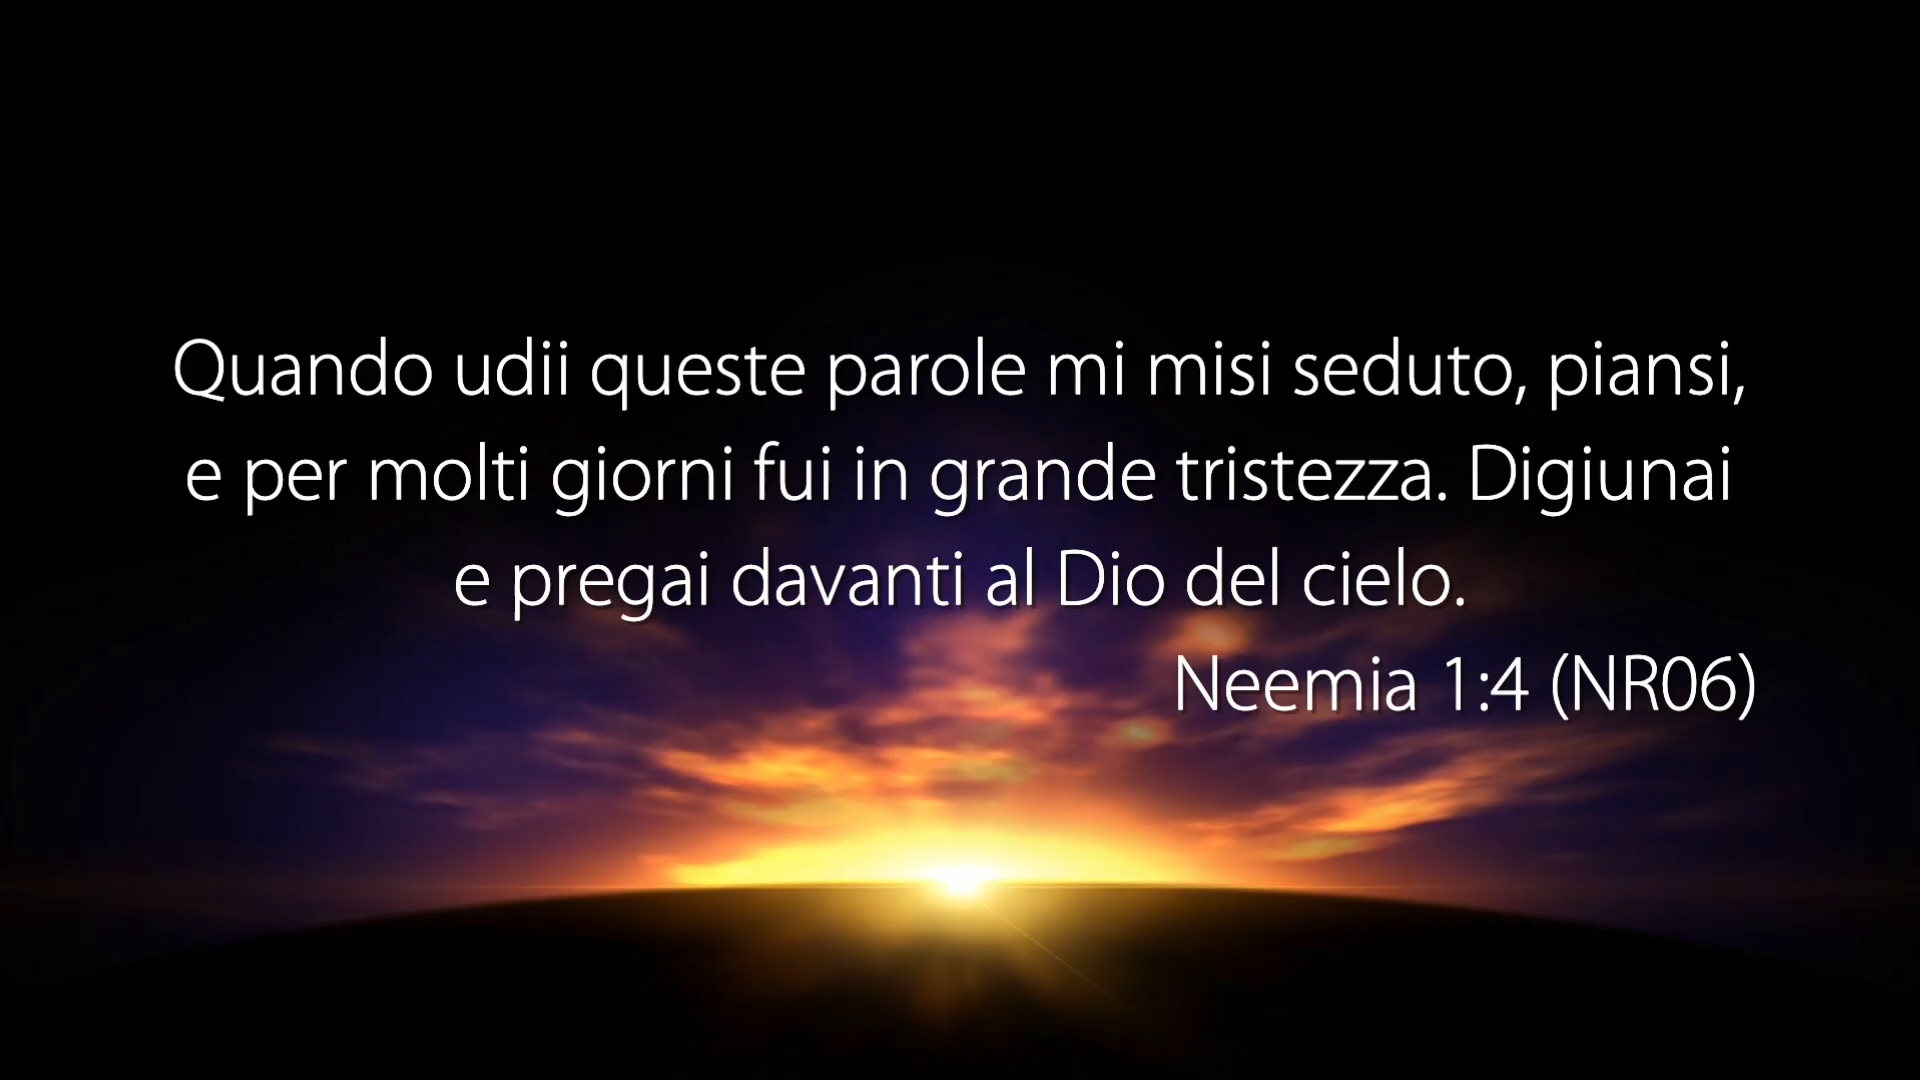 Quando udii queste parole mi misi seduto, piansi,
e per molti giorni fui in grande tristezza. Digiunai
e pregai davanti al Dio del cielo.
Neemia 1:4 (NR06)